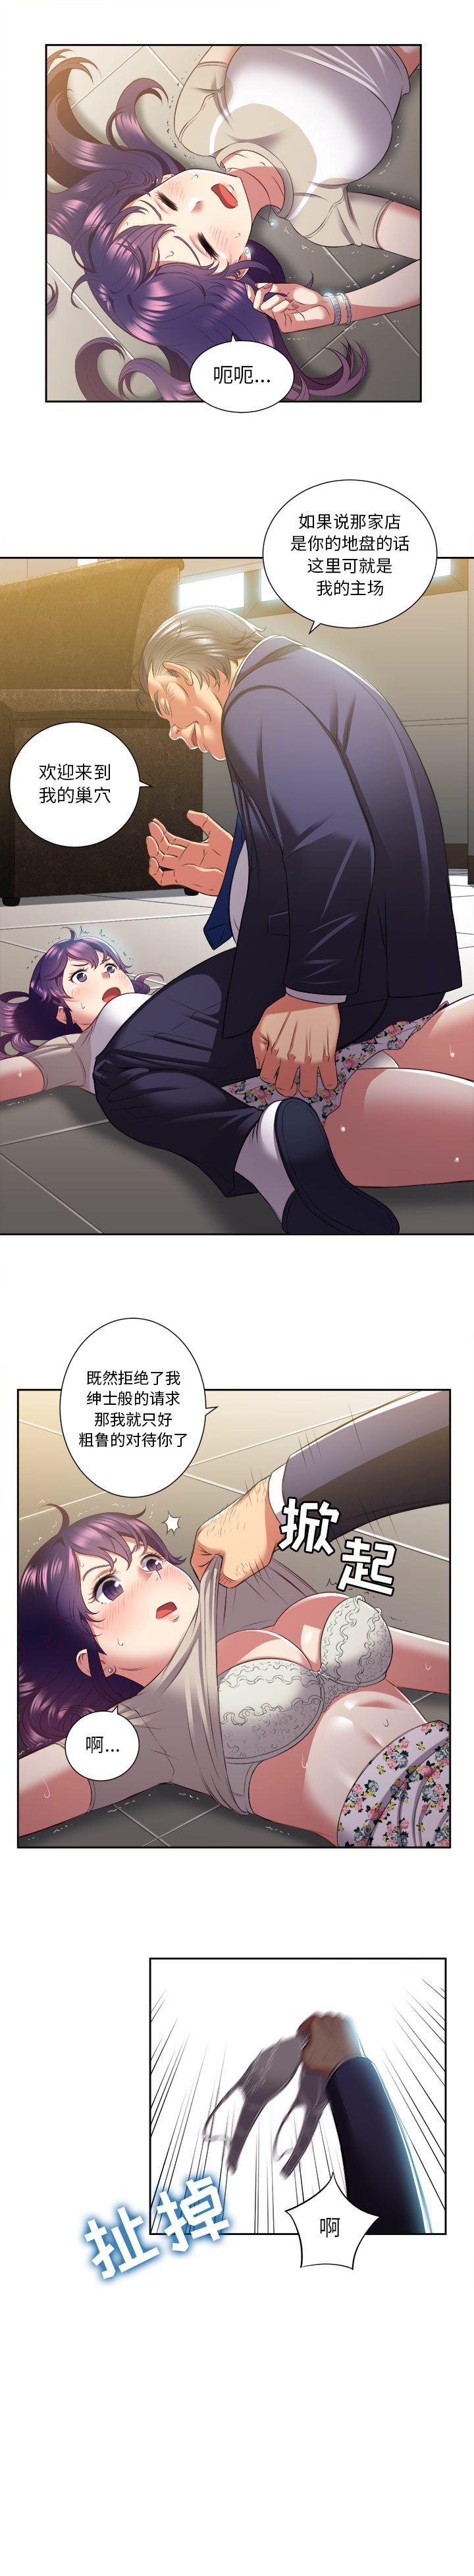 呃呃...
如果说那家店
是你的地盘的话
这里可就是
我的主场
欢迎来到
我的巢穴
既然拒绝了我
绅士般的请求
那我就只好
粗鲁的对待你了
掀起
啊...
扯掉
啊